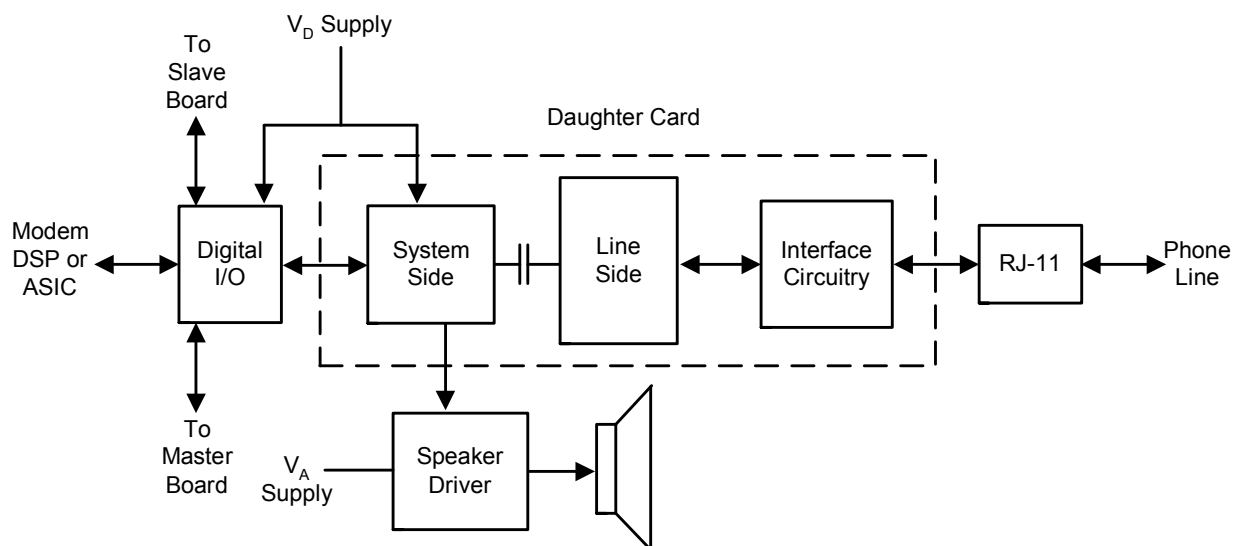 V_D Supply
To
Slave
Board
Daughter Card
Modem
DSP or
ASIC
Digital
I/O
System
Side
Line
Side
Interface
Circuitry
RJ-11
Phone
Line
To
Master
Board
V_A
Supply
Speaker
Driver